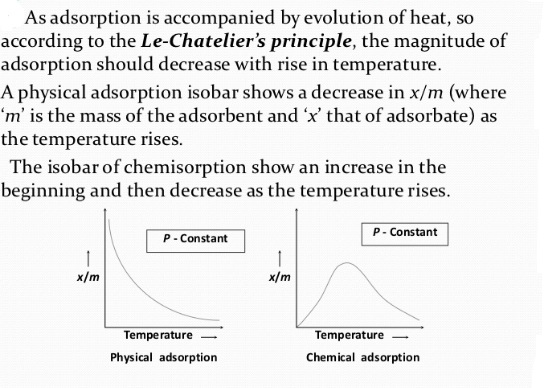 As adsorption is accompanied by evolution of heat, so
according to the Le-Chatelier's principle, the magnitude of
adsorption should decrease with rise in temperature.
A physical adsorption isobar shows a decrease in x/m (where
'm' is the mass of the adsorbent and 'x' that of adsorbate) as
the temperature rises.
The isobar of chemisorption show an increase in the
beginning and then decrease as the temperature rises.
P - Constant
x/m
Temperature
Physical adsorption
P - Constant
x/m
Temperature
Chemical adsorption